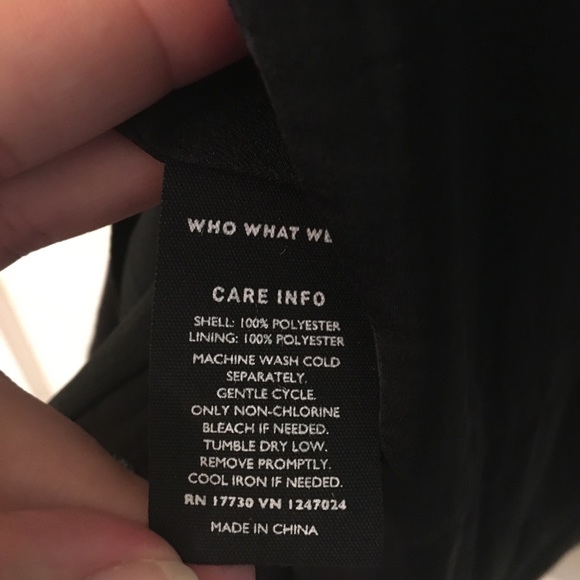 WHO WHAT
CARE INFO
SHELL: 100% POLYESTER
LINING: 100% POLYESTER
MACHINE WASH COLD
SEPARATELY.
GENTLE CYCLE.
ONLY NON-CHLORINE
BLEACH IF NEEDED.
TUMBLE DRY LOW.
REMOVE PROMPTLY.
COOL IRON IF NEEDED.
RN 17730 VN 1247024
MADE IN CHINA